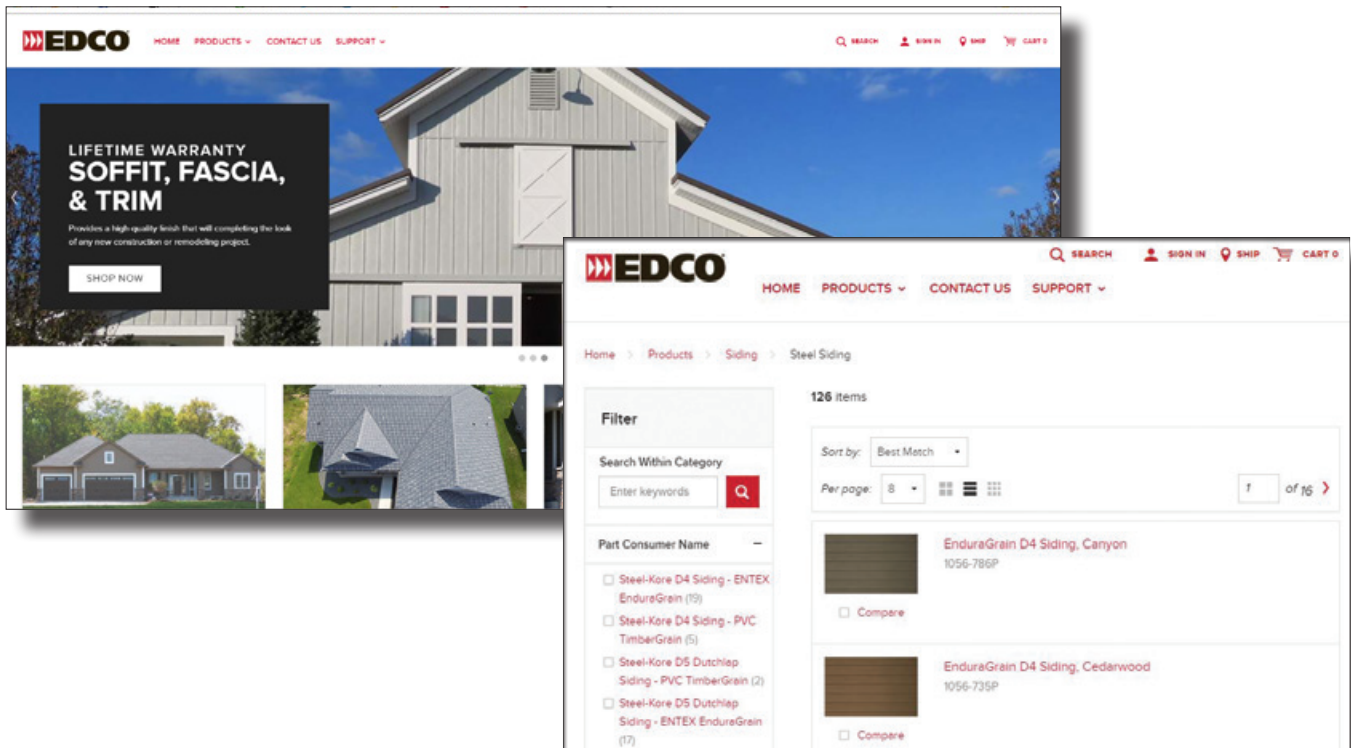 EDCO
HOME PRODUCTS CONTACT US SUPPORT
SEARCH SIGN IN SHIP CART 0
LIFETIME WARRANTY
SOFFIT, FASCIA,
& TRIM
Provides a high-quality finish that will completing the look
of any new construction or remodeling project.
SHOP NOW
EDCO
SEARCH SIGN IN SHIP CART 0
HOME PRODUCTS CONTACT US SUPPORT
Home > Products > Siding > Steel Siding
Filter
Search Within Category
Enter keywords
Part Consumer Name –
Steel-Kore D4 Siding - ENTEX
EnduraGrain (19)
Steel-Kore D4 Siding - PVC
TimberGrain (5)
Steel-Kore D5 Dutchlap
Siding - PVC TimberGrain (2)
Steel-Kore D5 Dutchlap
Siding - ENTEX EnduraGrain
(17)
126 items
Sort by: Best Match
Per page: 8
1 of 16
EnduraGrain D4 Siding, Canyon
1056-786P
Compare
EnduraGrain D4 Siding, Cedarwood
1056-735P
Compare